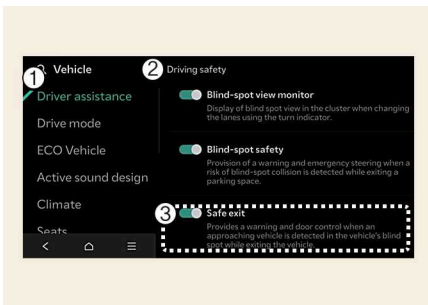 Vehicle
1
Driver assistance
Drive mode
ECO Vehicle
Active sound design
Climate
Seats
2 Driving safety
Blind-spot view monitor
Display of blind spot view in the cluster when changing
the lanes using the turn indicator.
Blind-spot safety
Provision of a warning and emergency steering when a
risk of blind-spot collision is detected while exiting a
parking space.
3 Safe exit
Provides a warning and door control when an
approaching vehicle is detected in the vehicle's blind
spot while exiting the vehicle.